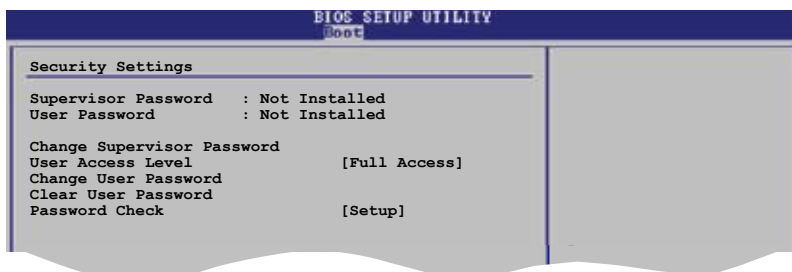 BIOS SETUP UTILITY
Boot
Security Settings
Supervisor Password : Not Installed
User Password : Not Installed
Change Supervisor Password
User Access Level [Full Access]
Change User Password
Clear User Password
Password Check [Setup]